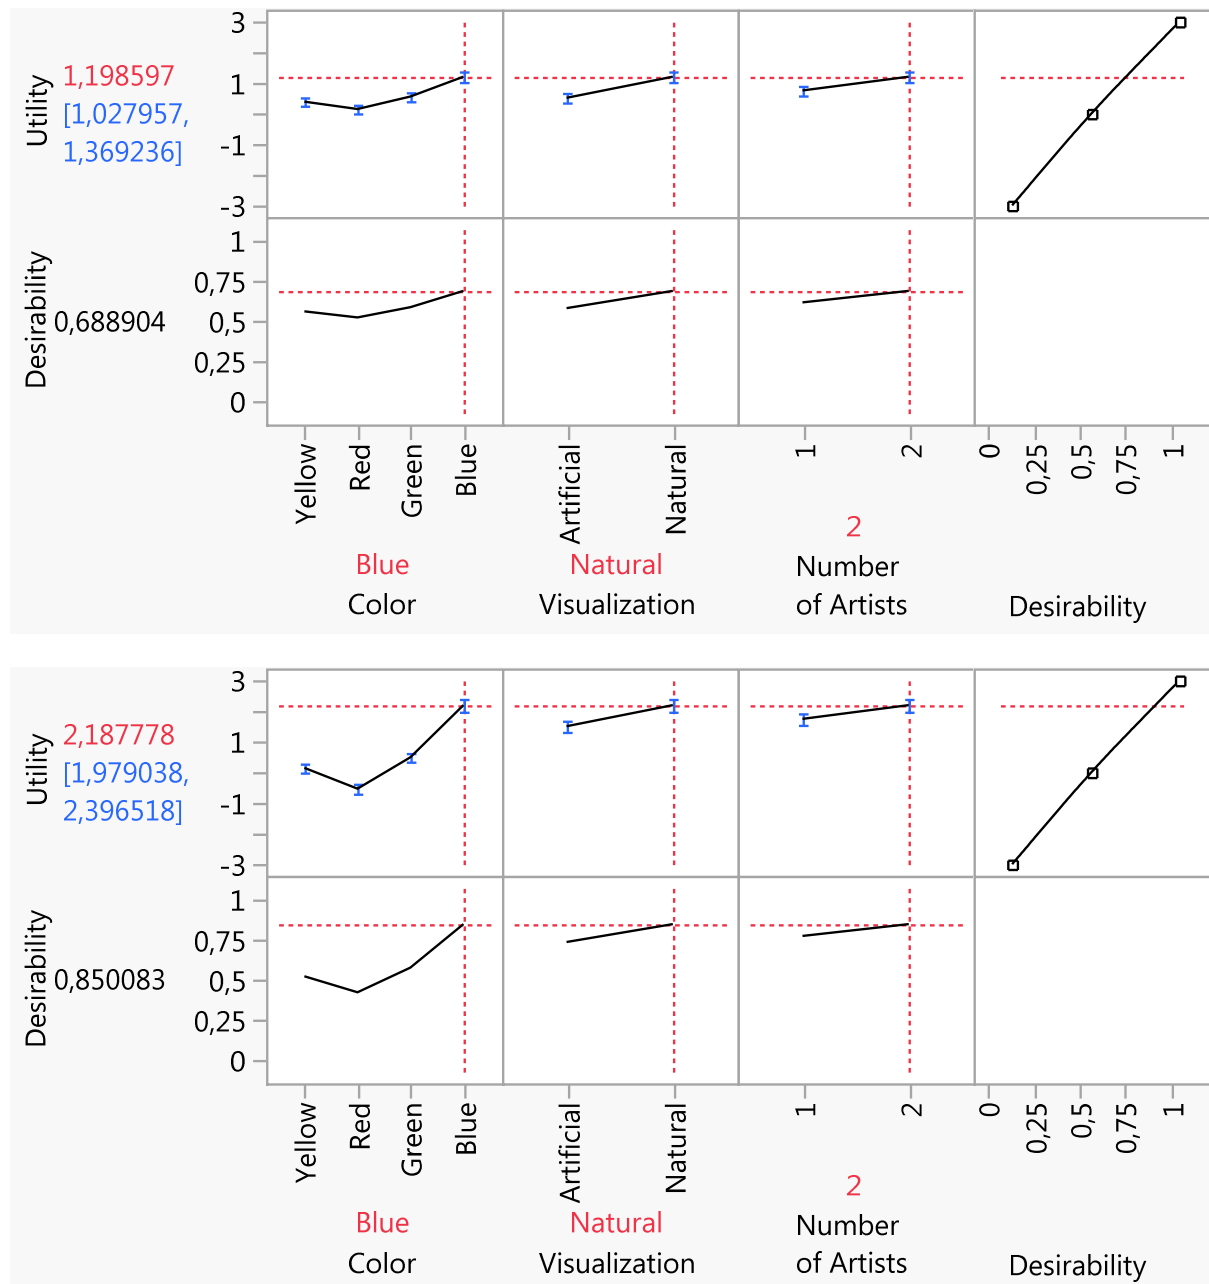 Utility
1,198597
[1,027957,
1,369236]
3
1
-1
-3
Desirability
0,688904
1
0,75
0,5
0,25
0
Yellow
Red
Green
Blue
Artificial
Natural
1
2
0
0,25
0,5
0,75
1
Blue
Color
Natural
Visualization
2
Number
of Artists
Desirability
Utility
2,187778
[1,979038,
2,396518]
3
1
-1
-3
Desirability
0,850083
1
0,75
0,5
0,25
0
Yellow
Red
Green
Blue
Artificial
Natural
1
2
0
0,25
0,5
0,75
1
Blue
Color
Natural
Visualization
2
Number
of Artists
Desirability